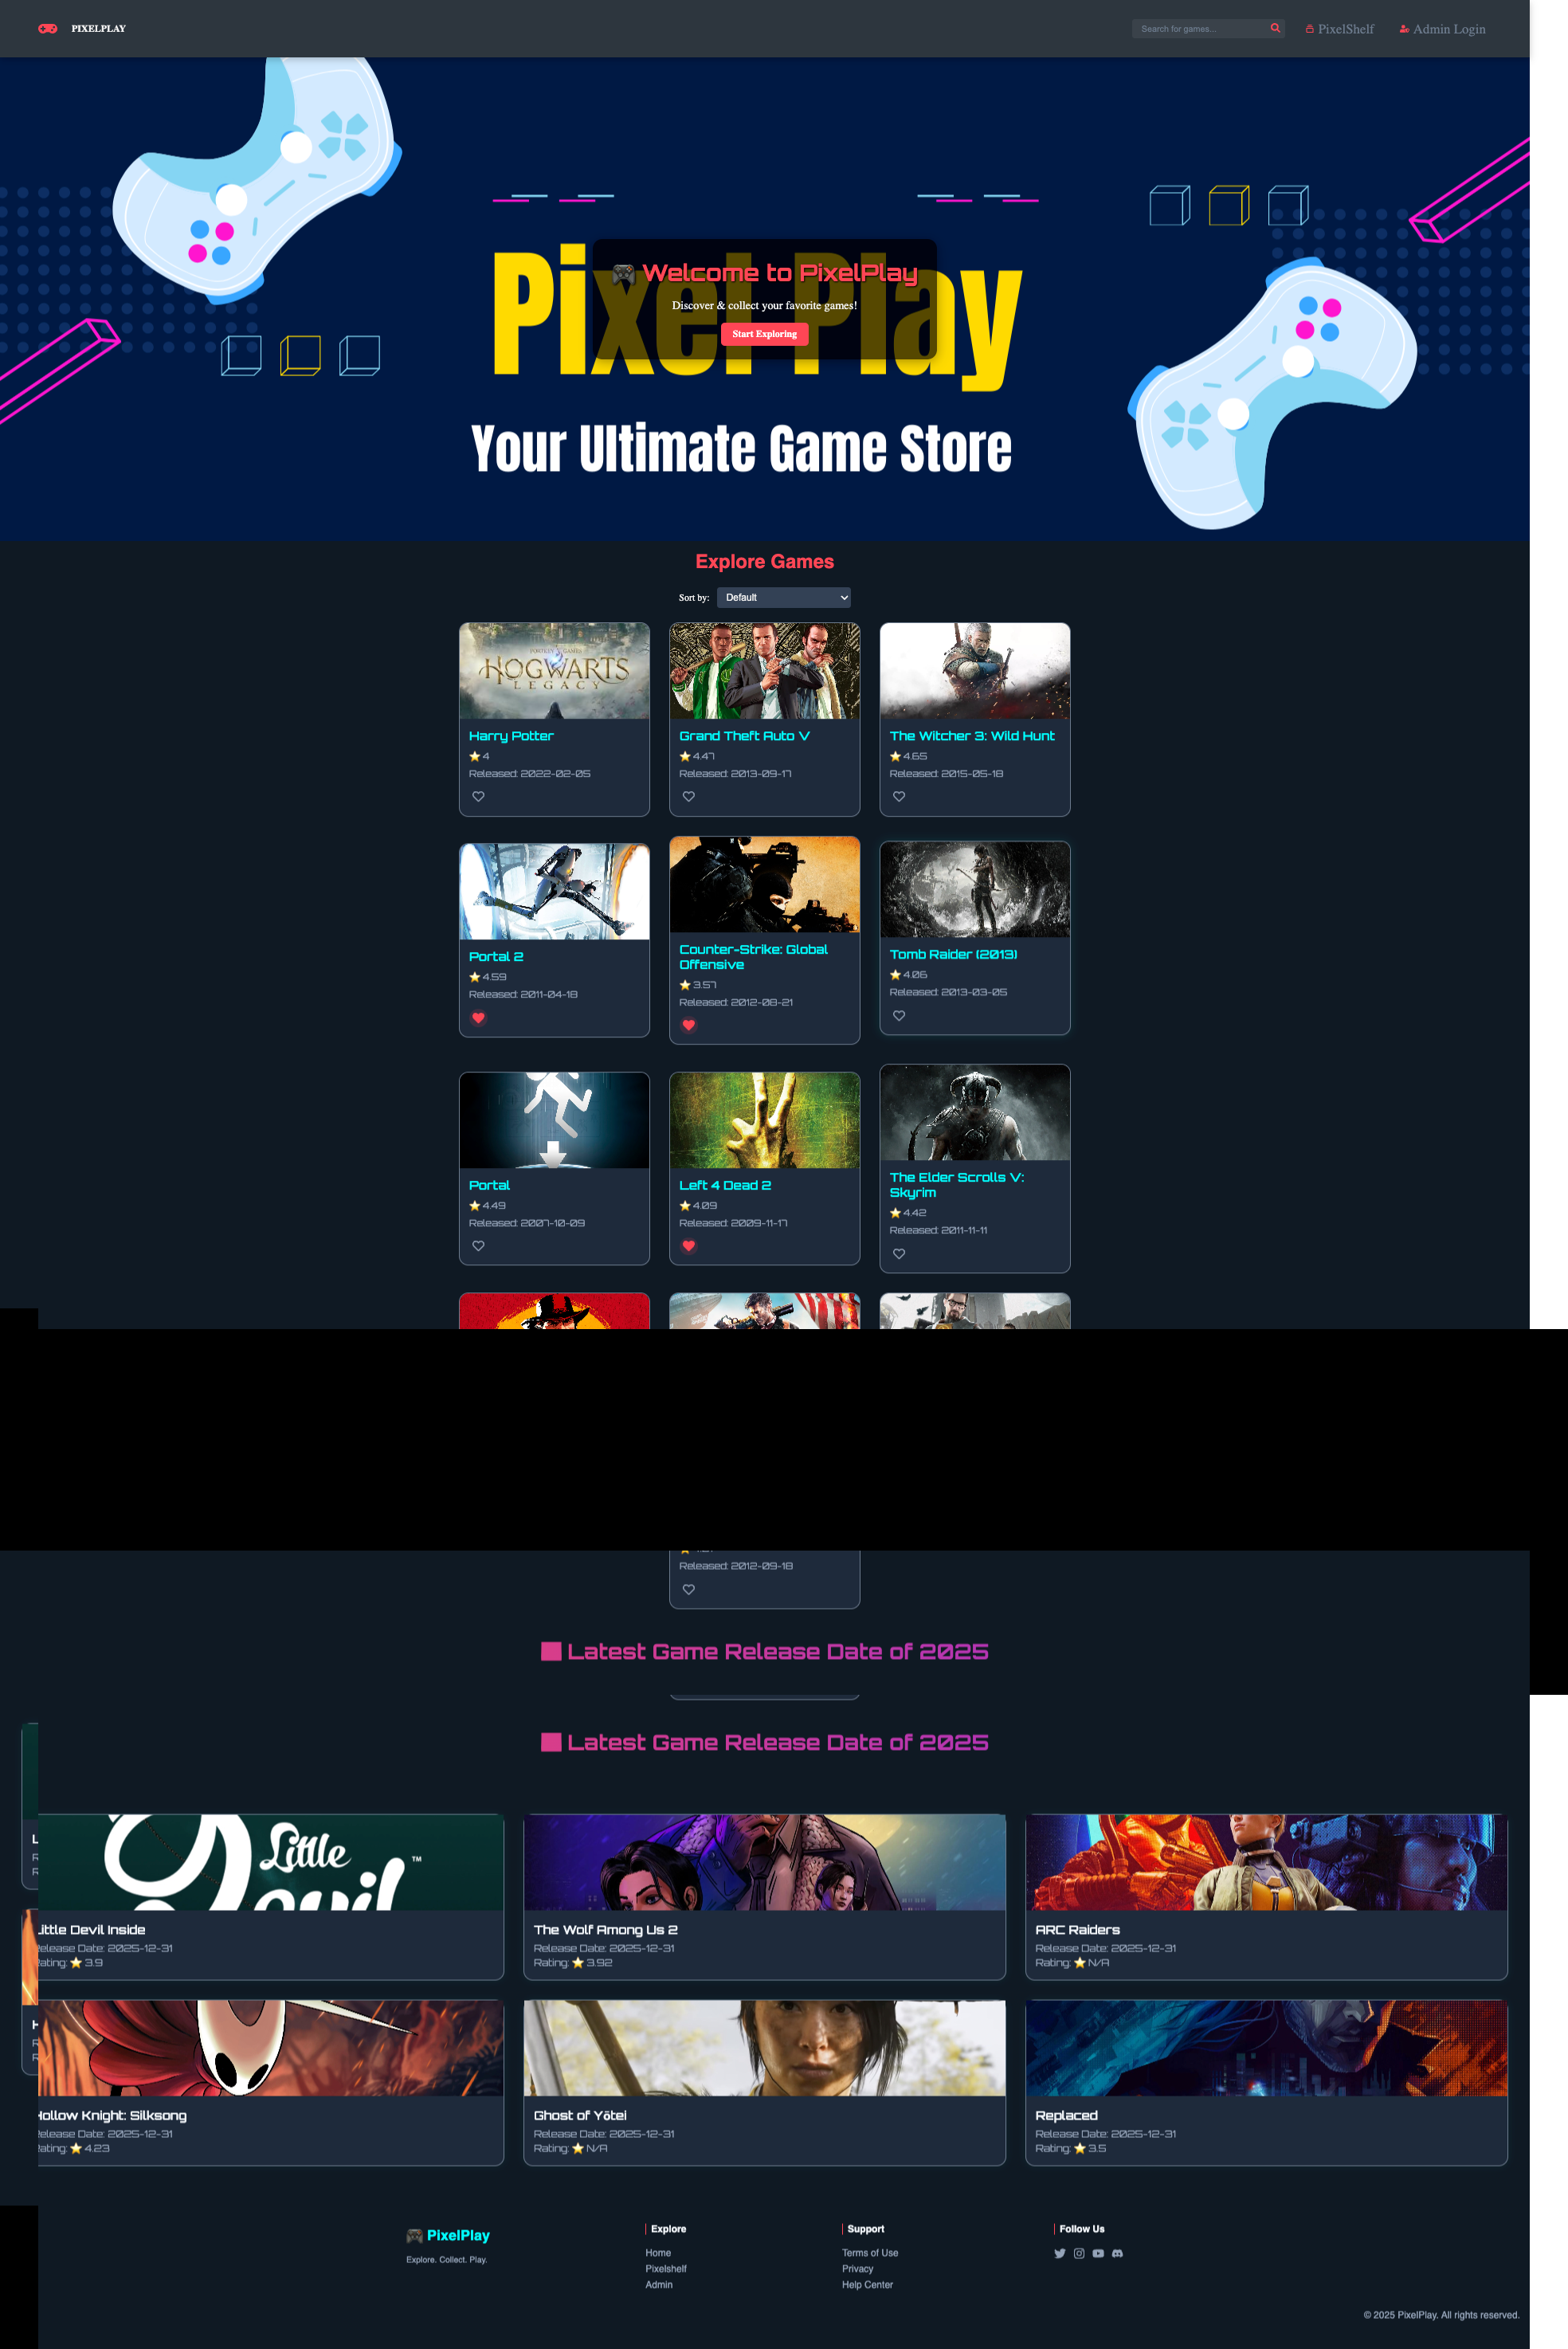 PIXELPLAY
Search for games...
PixelShelf
Admin Login
Pixel Play
Welcome to PixelPlay
Discover & collect your favorite games!
Start Exploring
Your Ultimate Game Store
Explore Games
Sort by: Default
PORTKEY GAMES
HOGWARTS
LEGACY
Harry Potter
⭐ 4
Released: 2022-02-05
Grand Theft Auto V
⭐ 4.47
Released: 2013-09-17
The Witcher 3: Wild Hunt
⭐ 4.65
Released: 2015-05-18
Portal 2
⭐ 4.59
Released: 2011-04-18
Counter-Strike: Global
Offensive
⭐ 3.57
Released: 2012-08-21
Tomb Raider (2013)
⭐ 4.06
Released: 2013-03-05
Portal
⭐ 4.49
Released: 2007-10-09
Left 4 Dead 2
⭐ 4.09
Released: 2009-11-17
The Elder Scrolls V:
Skyrim
⭐ 4.42
Released: 2011-11-11
Released: 2012-09-18
Latest Game Release Date of 2025
Latest Game Release Date of 2025
Little
Devil
™
Little Devil Inside
Release Date: 2025-12-31
Rating: ⭐ 3.9
The Wolf Among Us 2
Release Date: 2025-12-31
Rating: ⭐ 3.92
ARC Raiders
Release Date: 2025-12-31
Rating: ⭐ N/A
Hollow Knight: Silksong
Release Date: 2025-12-31
Rating: ⭐ 4.23
Ghost of Yōtei
Release Date: 2025-12-31
Rating: ⭐ N/A
Replaced
Release Date: 2025-12-31
Rating: ⭐ 3.5
PixelPlay
Explore. Collect. Play.
Explore
Home
Pixelshelf
Admin
Support
Terms of Use
Privacy
Help Center
Follow Us
© 2025 PixelPlay. All rights reserved.